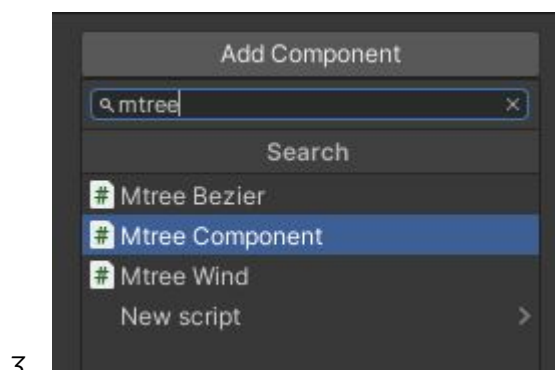 Add Component
mtree
Search
# Mtree Bezier
# Mtree Component
# Mtree Wind
New script
3